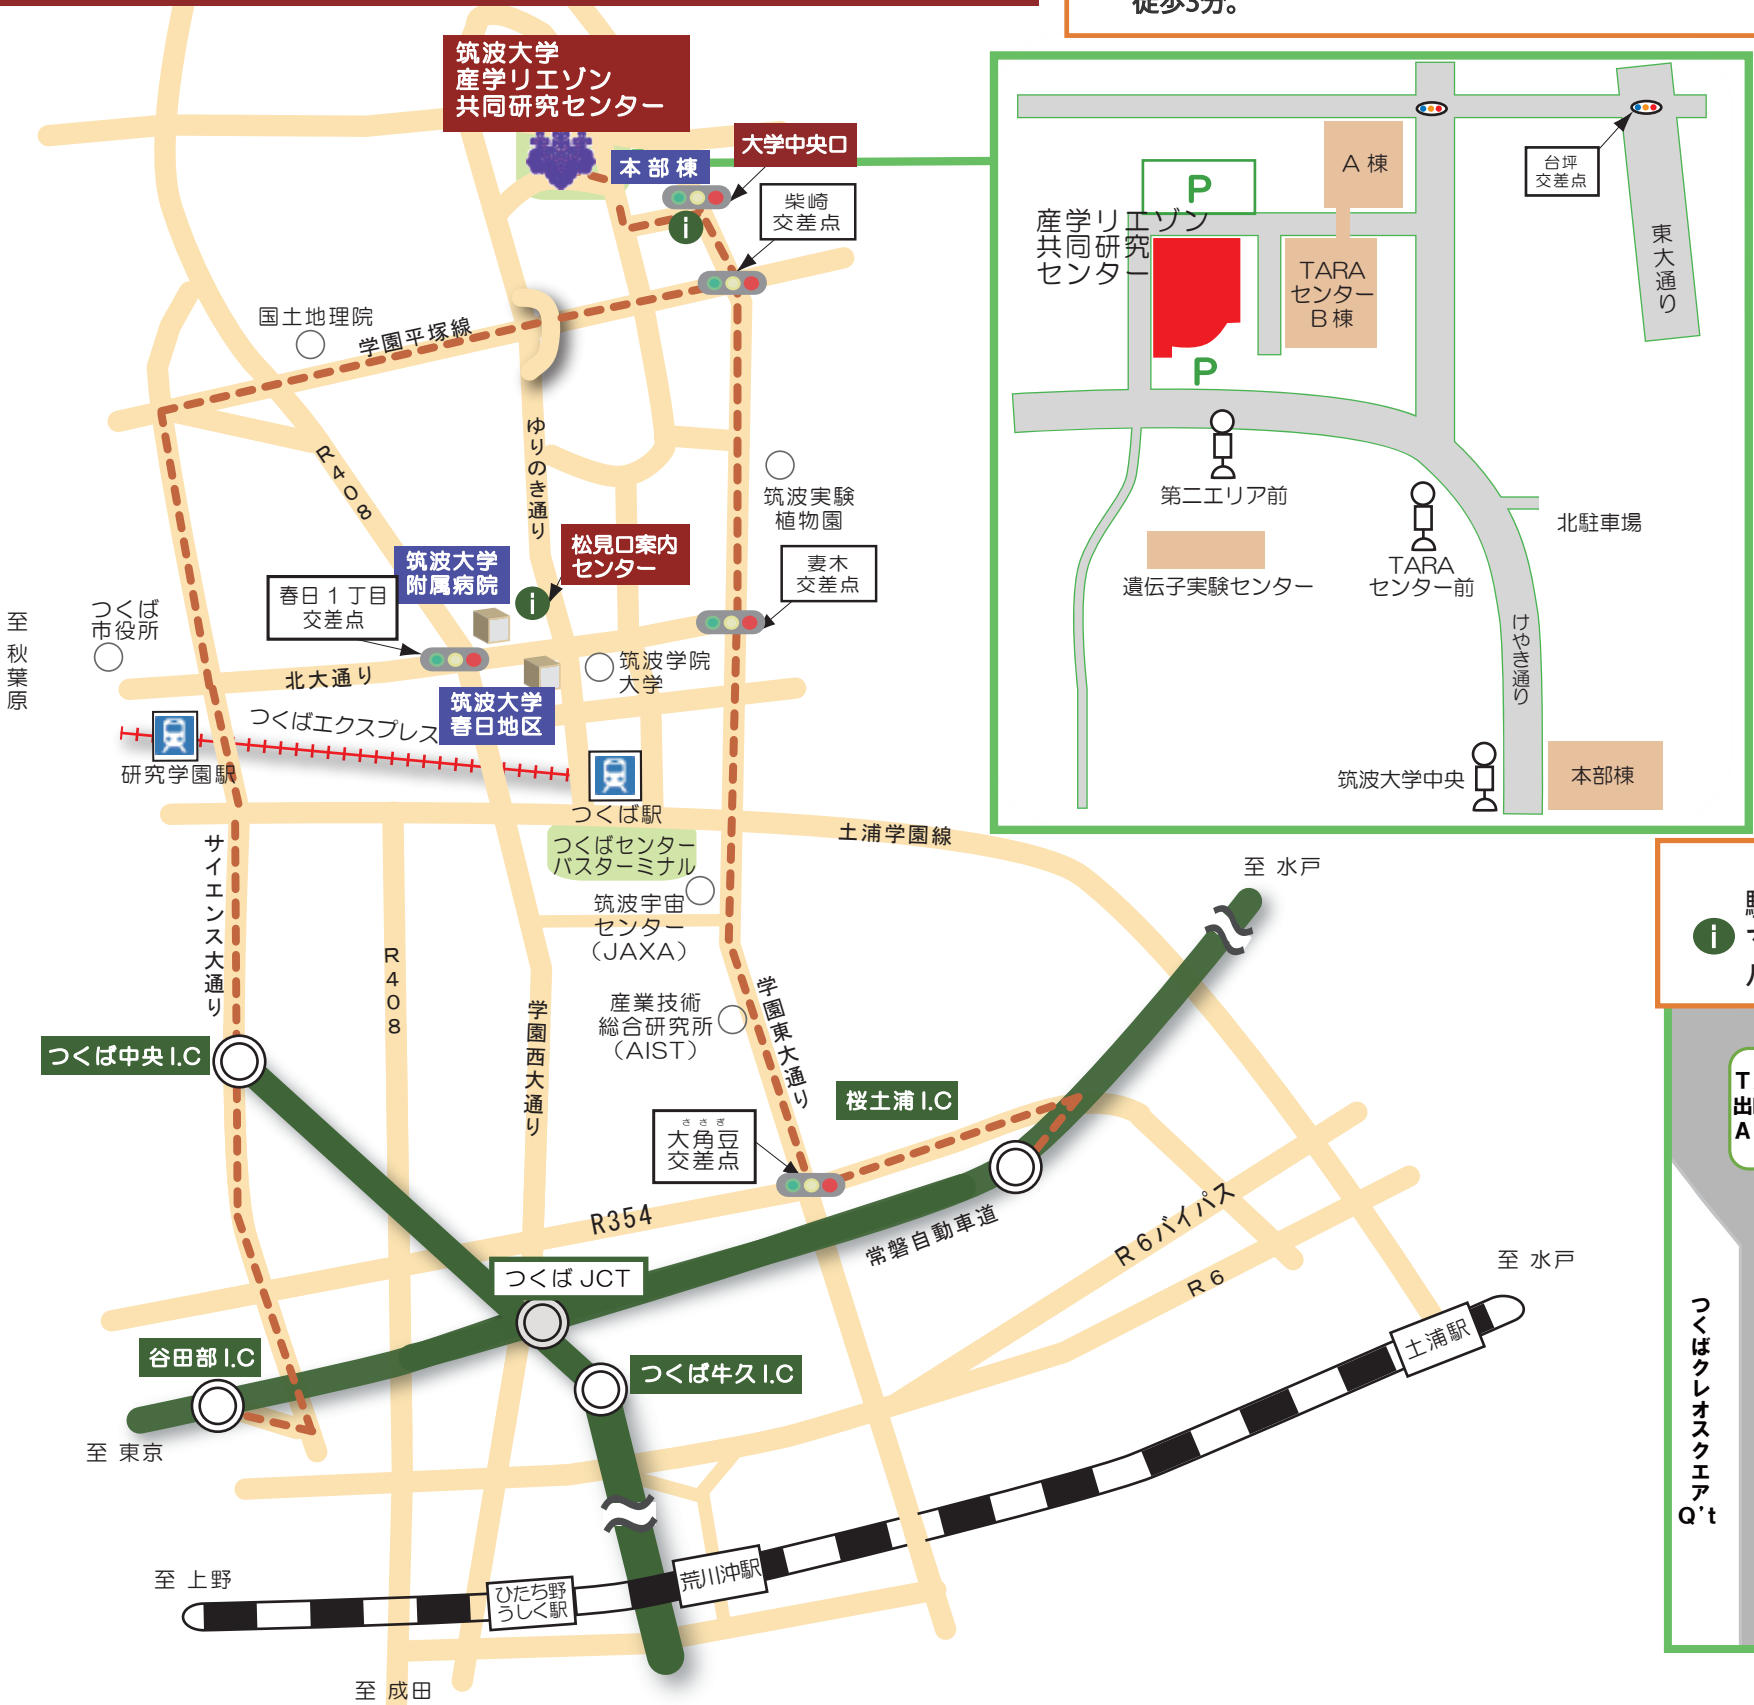 徒歩3分。
筑波大学
産学リエゾン
共同研究センター
大学中央口
本部棟
柴崎
交差点
国土地理院
学園平塚線
R408
ゆりのき通り
筑波実験
植物園
松見口案内
センター
筑波大学
附属病院
妻木
交差点
春日1丁目
交差点
つくば
市役所
至 秋葉原
北大通り
筑波学院
大学
筑波大学
春日地区
つくばエクスプレス
研究学園駅
つくば駅
つくばセンター
バスターミナル
土浦学園線
サイエンス大通り
筑波宇宙
センター
（JAXA）
R408
学園西大通り
産業技術
総合研究所
（AIST）
学園東大通り
至 水戸
つくば中央 I.C
桜土浦 I.C
ささぎ
大角豆
交差点
R354
常磐自動車道
R6バイパス
R6
つくば JCT
谷田部 I.C
つくば牛久 I.C
至 東京
至 水戸
土浦駅
荒川沖駅
ひたち野
うしく駅
至 上野
至 成田
A 棟
P
台坪
交差点
産学リエゾン
共同研究
センター
TARA
センター
B 棟
東大通り
P
第二エリア前
北駐車場
TARA
センター前
遺伝子実験センター
けやき通り
筑波大学中央
本部棟
i
i
i
T
出
A
つくばクレオスクエア
Q't